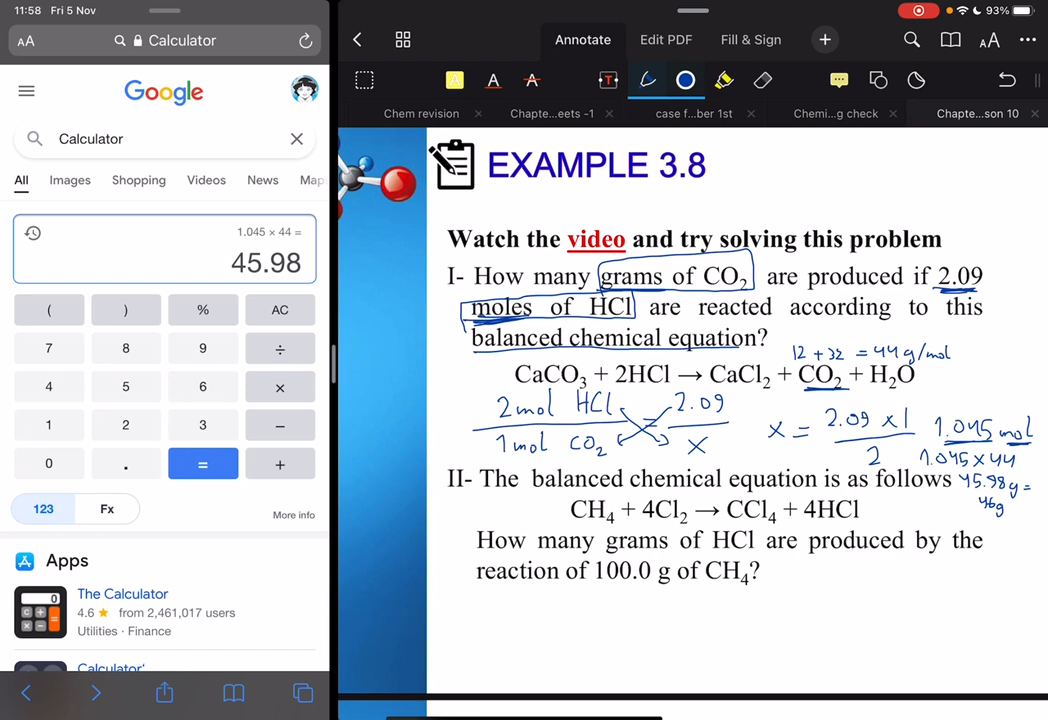 11:58 Fri 5 Nov
93%
AA
Calculator
Google
Calculator
All Images Shopping Videos News Map
1.045 × 44 =
45.98
( ) % AC
7 8 9 ÷
4 5 6 ×
1 2 3 −
0 . = +
123 Fx
More info
Apps
The Calculator
4.6 ★ from 2,461,017 users
Utilities · Finance
Calculator'
Annotate Edit PDF Fill & Sign
AA
A A A T
Chem revision × Chapte...eets -1 × case f...ber 1st × Chemi...g check × Chapte...son 10 ×
EXAMPLE 3.8
Watch the video and try solving this problem
I- How many grams of CO₂ are produced if 2.09
moles of HCl are reacted according to this
balanced chemical equation?
12 + 32 = 44 g/mol
CaCO₃ + 2HCl → CaCl₂ + CO₂ + H₂O
2 mol HCl = 2.09
1 mol CO₂ x
x = 2.09 × 1
2
1.045 mol
1.045 × 44
45.98g =
46g
II- The balanced chemical equation is as follows
CH₄ + 4Cl₂ → CCl₄ + 4HCl
How many grams of HCl are produced by the
reaction of 100.0 g of CH₄?